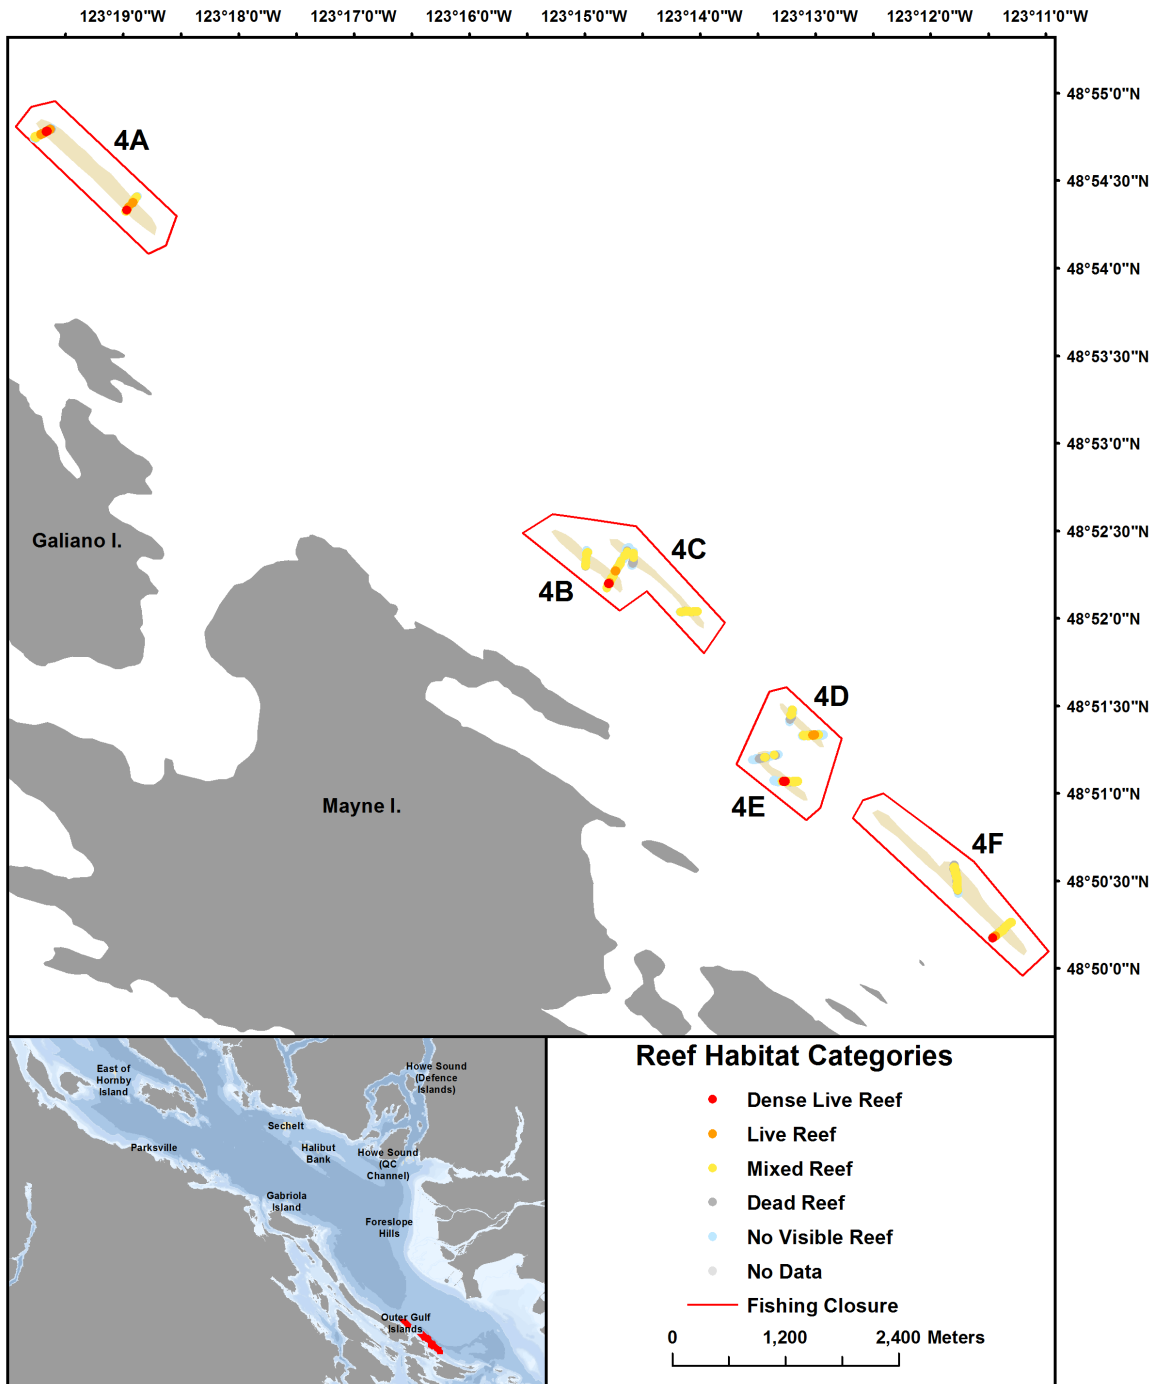 123°19'0"W 123°18'0"W 123°17'0"W 123°16'0"W 123°15'0"W 123°14'0"W 123°13'0"W 123°12'0"W 123°11'0"W
48°55'0"N
4A
48°54'30"N
48°54'0"N
48°53'30"N
48°53'0"N
48°52'30"N
Galiano I.
4C
4B
48°52'0"N
4D
48°51'30"N
Mayne I.
4E
48°51'0"N
4F
48°50'30"N
48°50'0"N
East of
Hornby
Island
Howe Sound
(Defence
Islands)
Sechelt
Parksville
Halibut
Bank
Howe Sound
(QC
Channel)
Gabriola
Island
Foreslope
Hills
Outer Gulf
Islands
Reef Habitat Categories
Dense Live Reef
Live Reef
Mixed Reef
Dead Reef
No Visible Reef
No Data
Fishing Closure
0 1,200 2,400 Meters